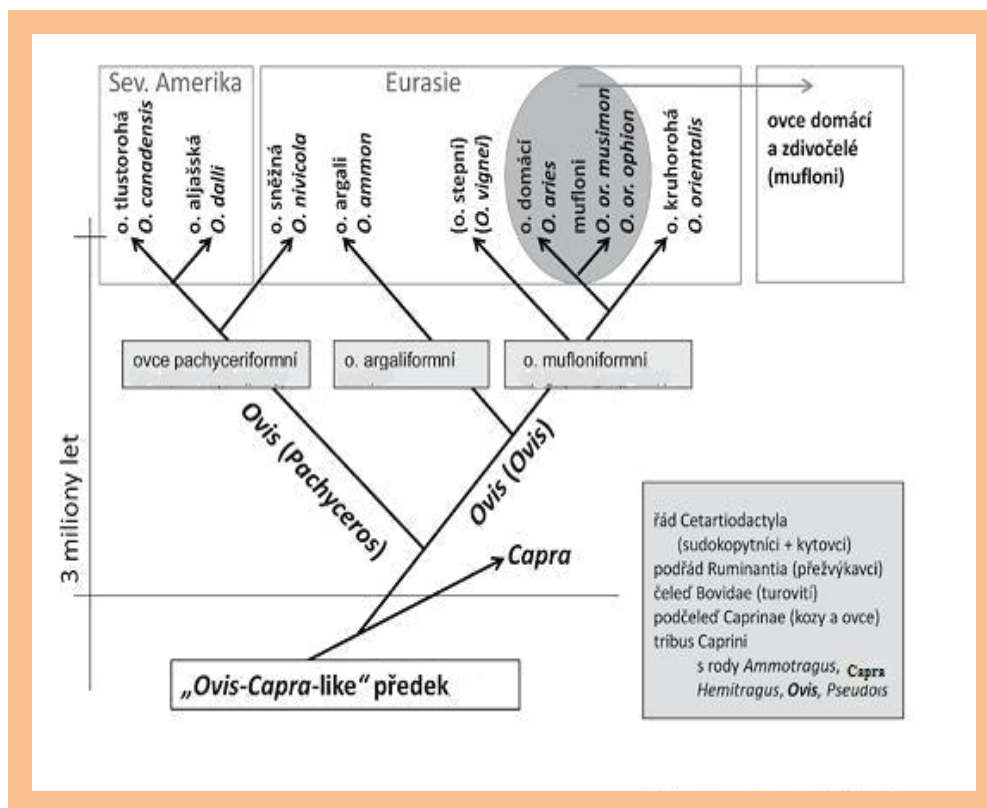 Sev. Amerika
Eurasie
o. tlustorohá
O. canadensis
o. aljašská
O. dalli
o. sněžná
O. nivicola
o. argali
O. ammon
(o. stepní)
(O. vignei)
o. domácí
O. aries
mufloni
O. or. musimon
O. or. ophion
o. kruhorohá
O. orientalis
ovce domácí
a zdivočelé
(mufloni)
ovce pachyceriformní
o. argaliformní
o. mufloniformní
3 miliony let
Ovis (Pachyceros)
Ovis (Ovis)
Capra
„Ovis-Capra-like“ předek
řád Cetartiodactyla
(sudokopytníci + kytovci)
podřád Ruminantia (přežvýkavci)
čeleď Bovidae (turovití)
podčeleď Caprinae (kozy a ovce)
tribus Caprini
s rody Ammotragus, Capra
Hemitragus, Ovis, Pseudois